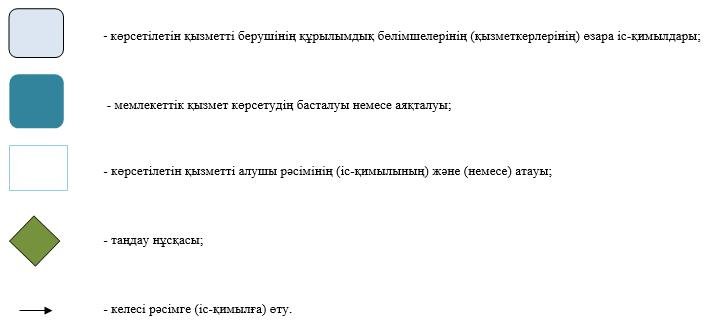 - көрсетілетін қызметті берушінің құрылымдық бөлімшелерінің (қызметкерлерінің) өзара іс-қимылдары;
- мемлекеттік қызмет көрсетудің басталуы немесе аяқталуы;
- көрсетілетін қызметті алушы рәсімінің (іс-қимылының) және (немесе) атауы;
- таңдау нұсқасы;
- келесі рәсімге (іс-қимылға) өту.